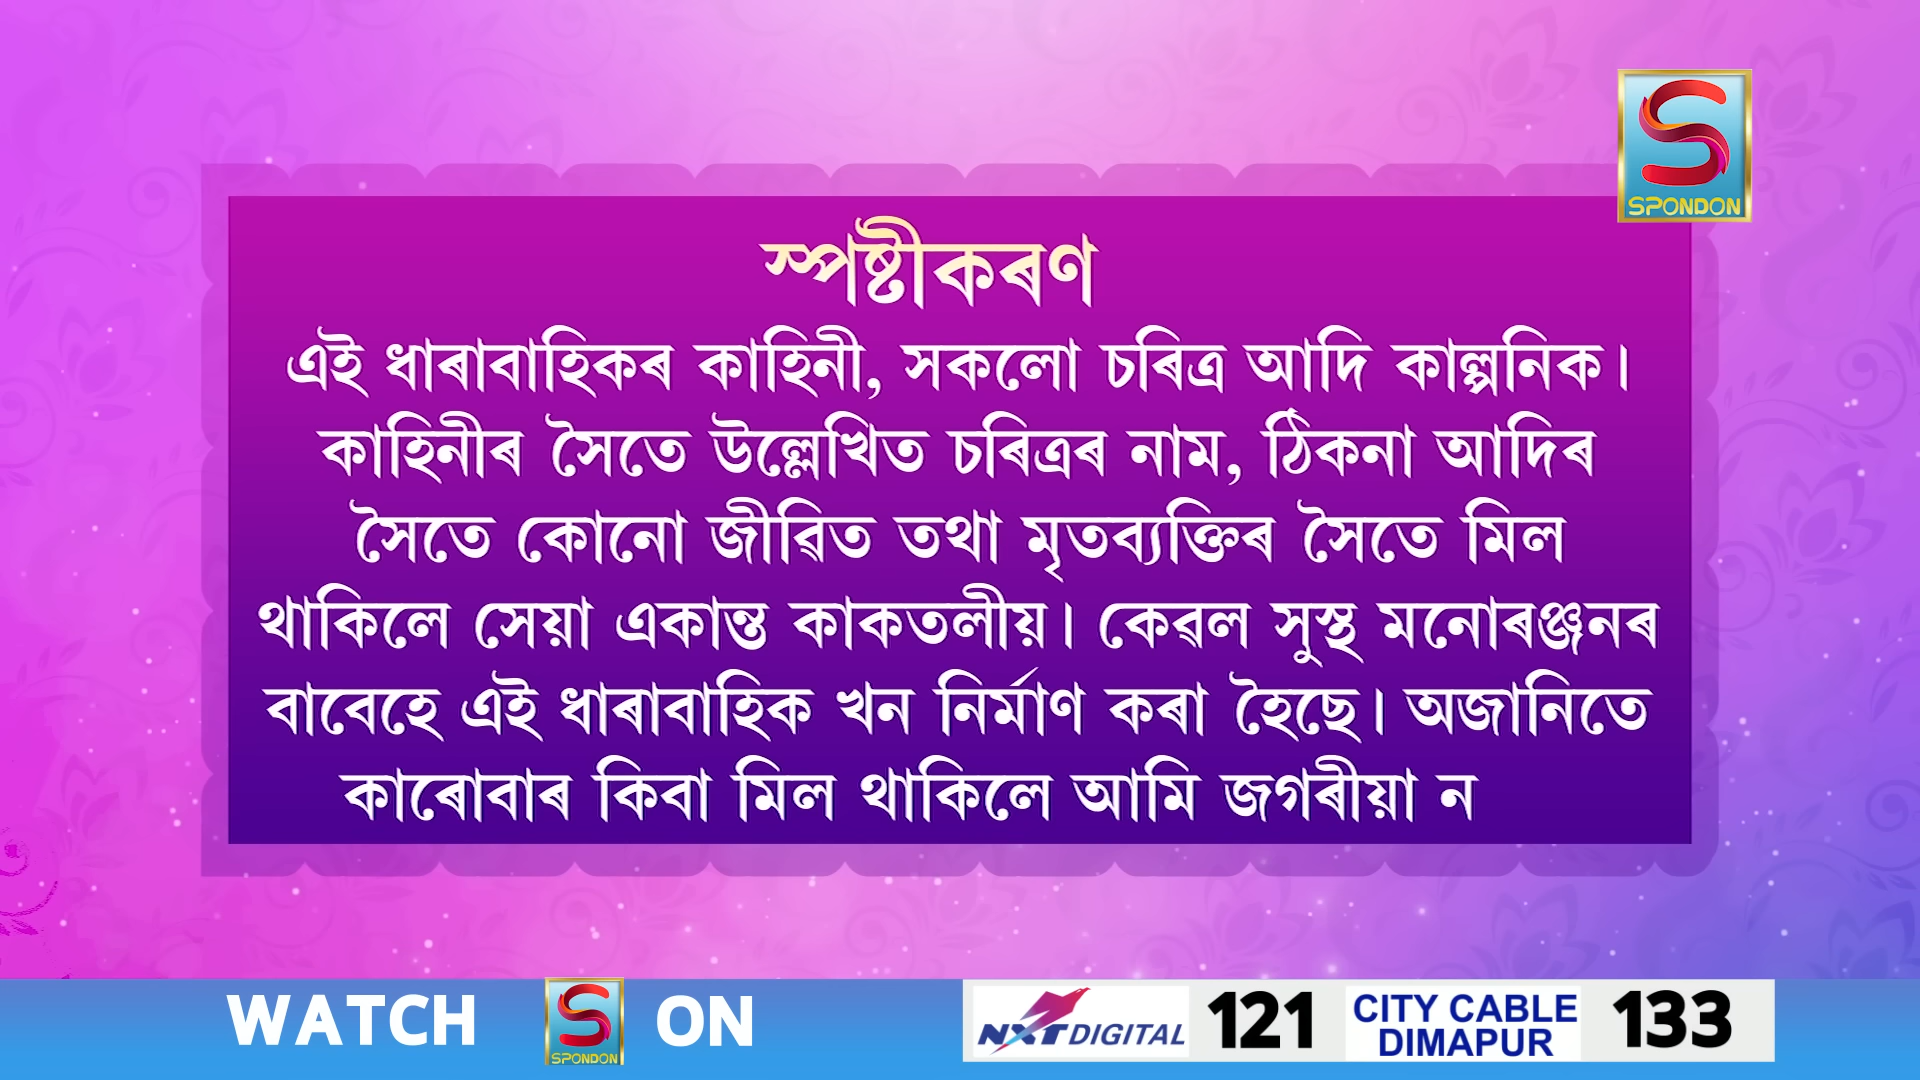 SPONDON
স্পষ্টীকৰণ
এই ধাৰাবাহিকৰ কাহিনী, সকলো চৰিত্ৰ আদি কাল্পনিক।
কাহিনীৰ সৈতে উল্লেখিত চৰিত্ৰৰ নাম, ঠিকনা আদিৰ
সৈতে কোনো জীৱিত তথা মৃতব্যক্তিৰ সৈতে মিল
থাকিলে সেয়া একান্ত কাকতলীয়। কেৱল সুস্থ মনোৰঞ্জনৰ
বাবেহে এই ধাৰাবাহিক খন নিৰ্মাণ কৰা হৈছে। অজানিতে
কাৰোবাৰ কিবা মিল থাকিলে আমি জগৰীয়া ন
WATCH SPONDON ON NXT DIGITAL 121 CITY CABLE DIMAPUR 133